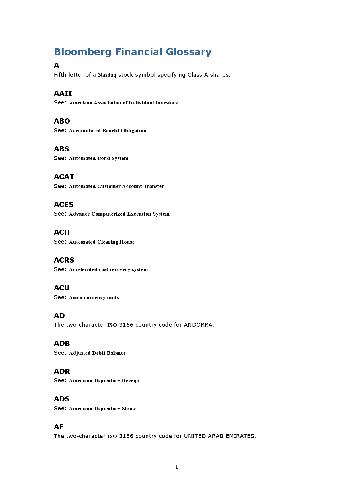 Bloomberg Financial Glossary
A
Fifth letter of a Nasdaq stock symbol specifying Class A shares.
AAII
See: American Association of Individual Investors
ABO
See: Accumulated Benefit Obligation
ABS
See: Automated Bond System
ACAT
See: Automated Customer Account Transfer
ACES
See: Advance Computerized Execution System
ACH
See: Automated Clearing House
ACRS
See: Accelerated cost recovery system
ACU
See: Asian currency units
AD
The two-character ISO 3166 country code for ANDORRA.
ADB
See: Adjusted Debit Balance
ADR
See: American Depositary Receipt
ADS
See: American Depositary Share
AE
The two-character ISO 3166 country code for UNITED ARAB EMIRATES.
1